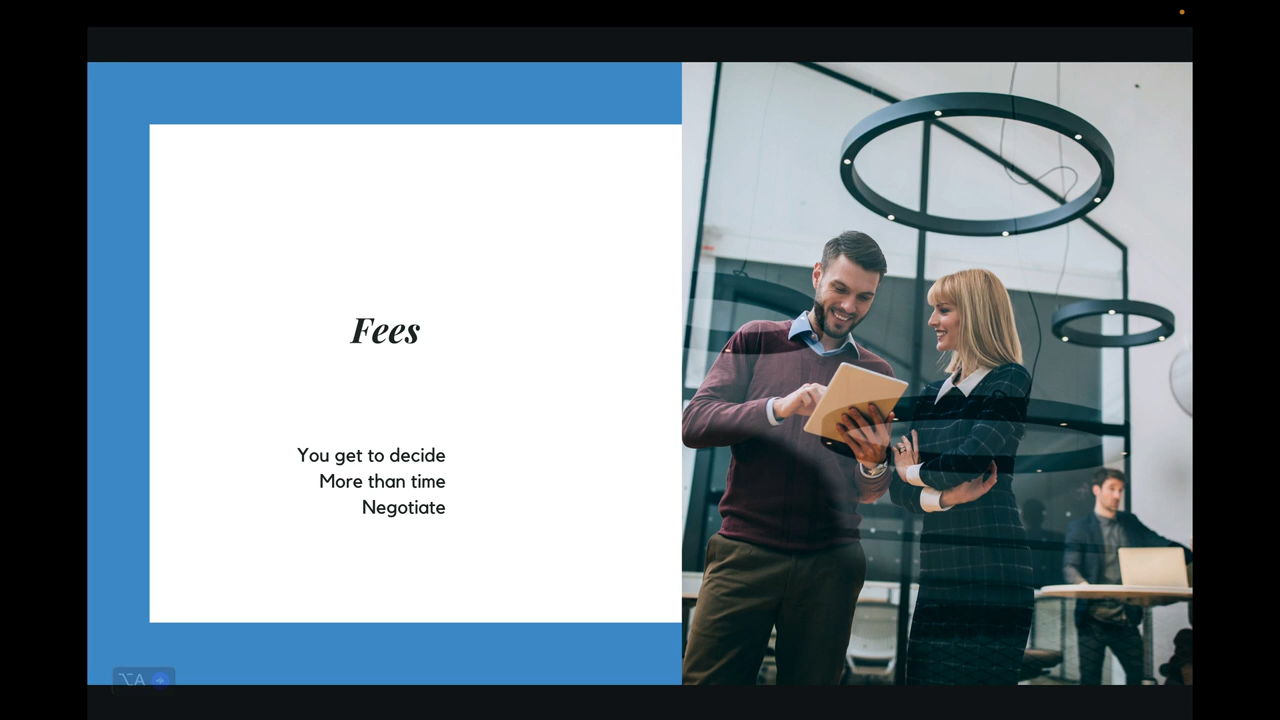 Fees
You get to decide
More than time
Negotiate
⌥A